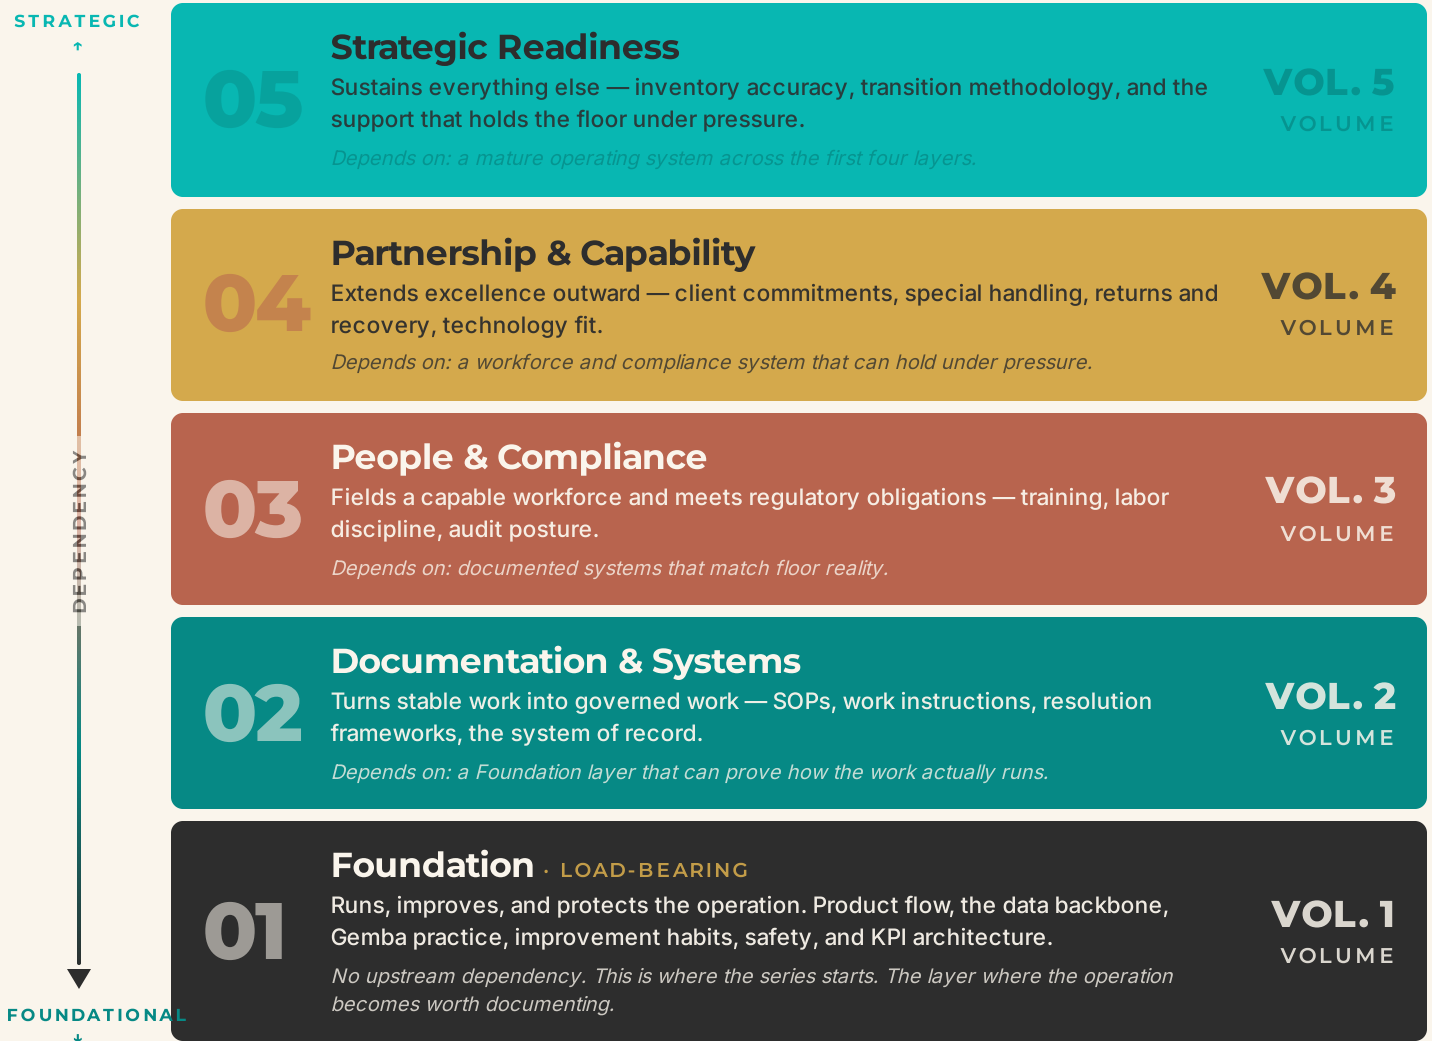 STRATEGIC
↑
DEPENDENCY
FOUNDATIONAL
↓
05
Strategic Readiness
Sustains everything else — inventory accuracy, transition methodology, and the
support that holds the floor under pressure.
Depends on: a mature operating system across the first four layers.
VOL. 5
VOLUME
04
Partnership & Capability
Extends excellence outward — client commitments, special handling, returns and
recovery, technology fit.
Depends on: a workforce and compliance system that can hold under pressure.
VOL. 4
VOLUME
03
People & Compliance
Fields a capable workforce and meets regulatory obligations — training, labor
discipline, audit posture.
Depends on: documented systems that match floor reality.
VOL. 3
VOLUME
02
Documentation & Systems
Turns stable work into governed work — SOPs, work instructions, resolution
frameworks, the system of record.
Depends on: a Foundation layer that can prove how the work actually runs.
VOL. 2
VOLUME
01
Foundation · LOAD-BEARING
Runs, improves, and protects the operation. Product flow, the data backbone,
Gemba practice, improvement habits, safety, and KPI architecture.
No upstream dependency. This is where the series starts. The layer where the operation
becomes worth documenting.
VOL. 1
VOLUME